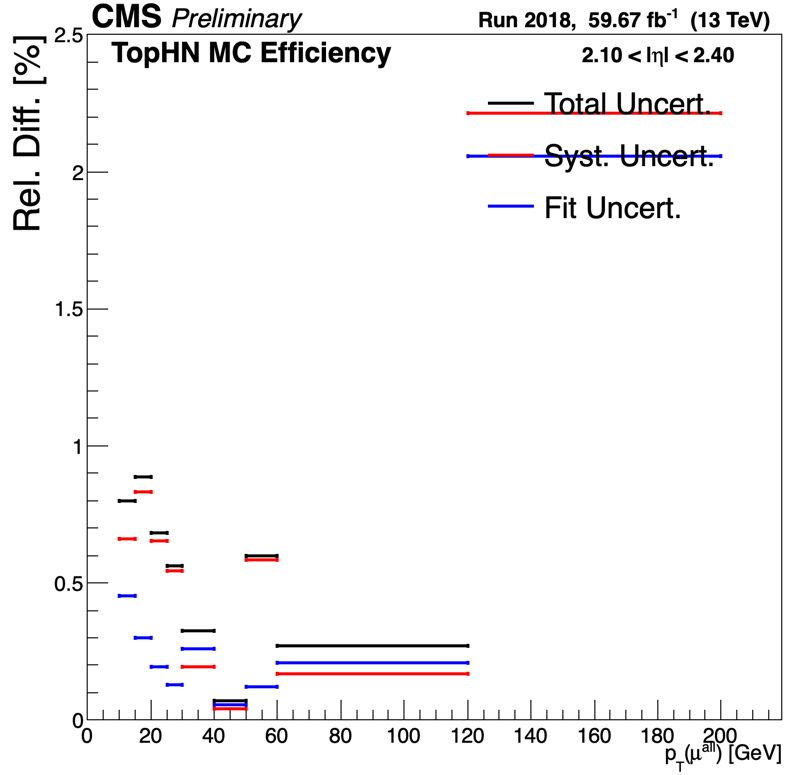 CMS Preliminary
Run 2018, 59.67 fb⁻¹ (13 TeV)
TopHN MC Efficiency
2.10 < |η| < 2.40
Rel. Diff. [%]
Total Uncert.
Syst. Uncert.
Fit Uncert.
2.5
2
1.5
1
0.5
0
0 20 40 60 80 100 120 140 160 180 200
p_T(μ^all) [GeV]